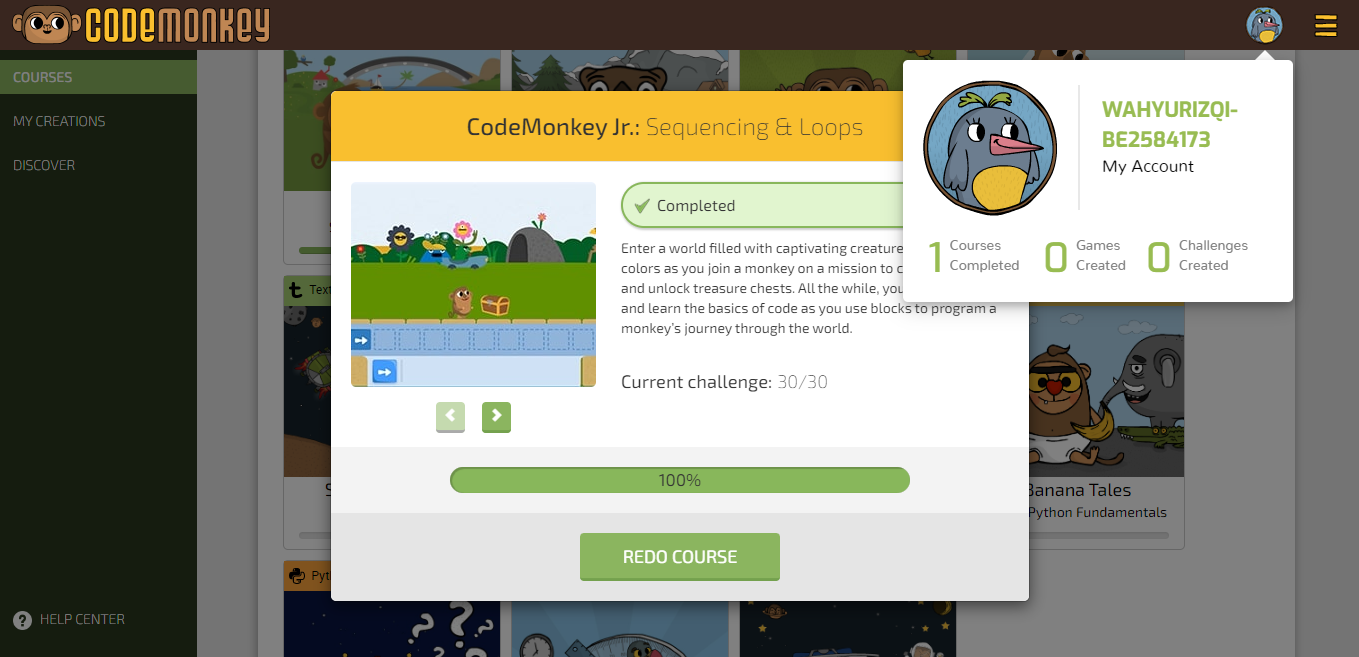 CODEMONKEY
COURSES
MY CREATIONS
DISCOVER
HELP CENTER
CodeMonkey Jr.: Sequencing & Loops
Completed
Enter a world filled with captivating creature
colors as you join a monkey on a mission to c
and unlock treasure chests. All the while, you
and learn the basics of code as you use blocks to program a
monkey's journey through the world.
Current challenge: 30/30
100%
REDO COURSE
WAHYURIZQI-
BE2584173
My Account
1 Courses
Completed
0 Games
Created
0 Challenges
Created
Text
Banana Tales
Python Fundamentals
Pyt